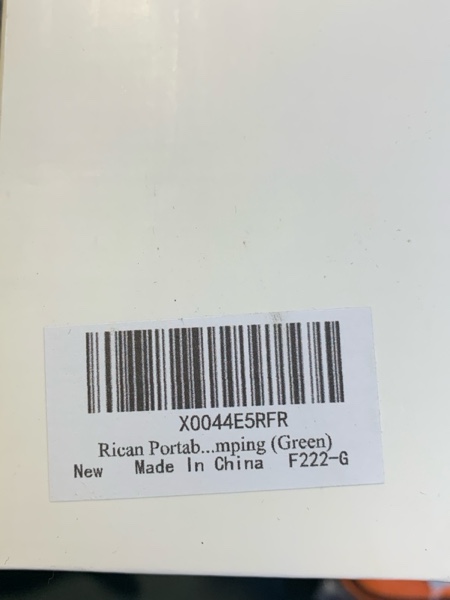 X0044E5RFR
Rican Portab...mping (Green)
New Made In China F222-G